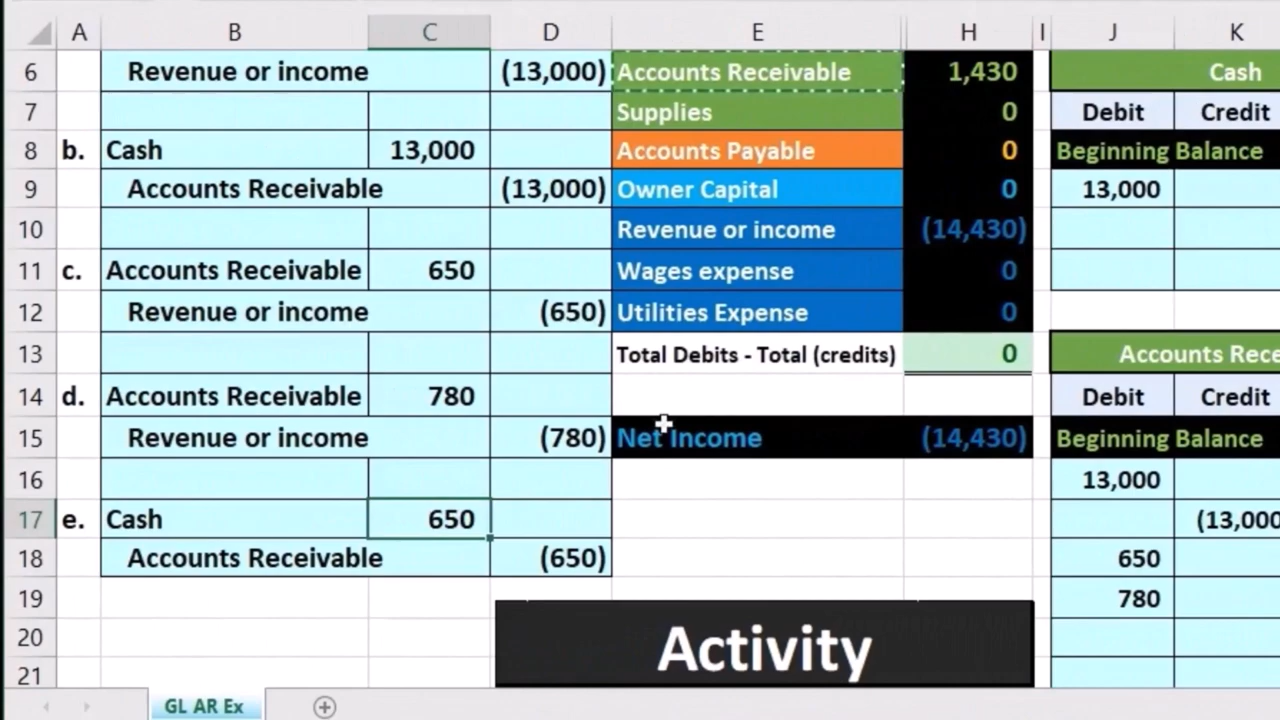 A B C D E H I J K
6 Revenue or income (13,000) Accounts Receivable 1,430 Cash
7 Supplies 0 Debit Credit
8 b. Cash 13,000 Accounts Payable 0 Beginning Balance
9 Accounts Receivable (13,000) Owner Capital 0 13,000
10 Revenue or income (14,430)
11 c. Accounts Receivable 650 Wages expense 0
12 Revenue or income (650) Utilities Expense 0
13 Total Debits - Total (credits) 0 Accounts Rece
14 d. Accounts Receivable 780 Debit Credit
15 Revenue or income (780) Net Income (14,430) Beginning Balance
16 13,000
17 e. Cash 650 (13,000
18 Accounts Receivable (650) 650
19 780
20 Activity
21
GL AR Ex